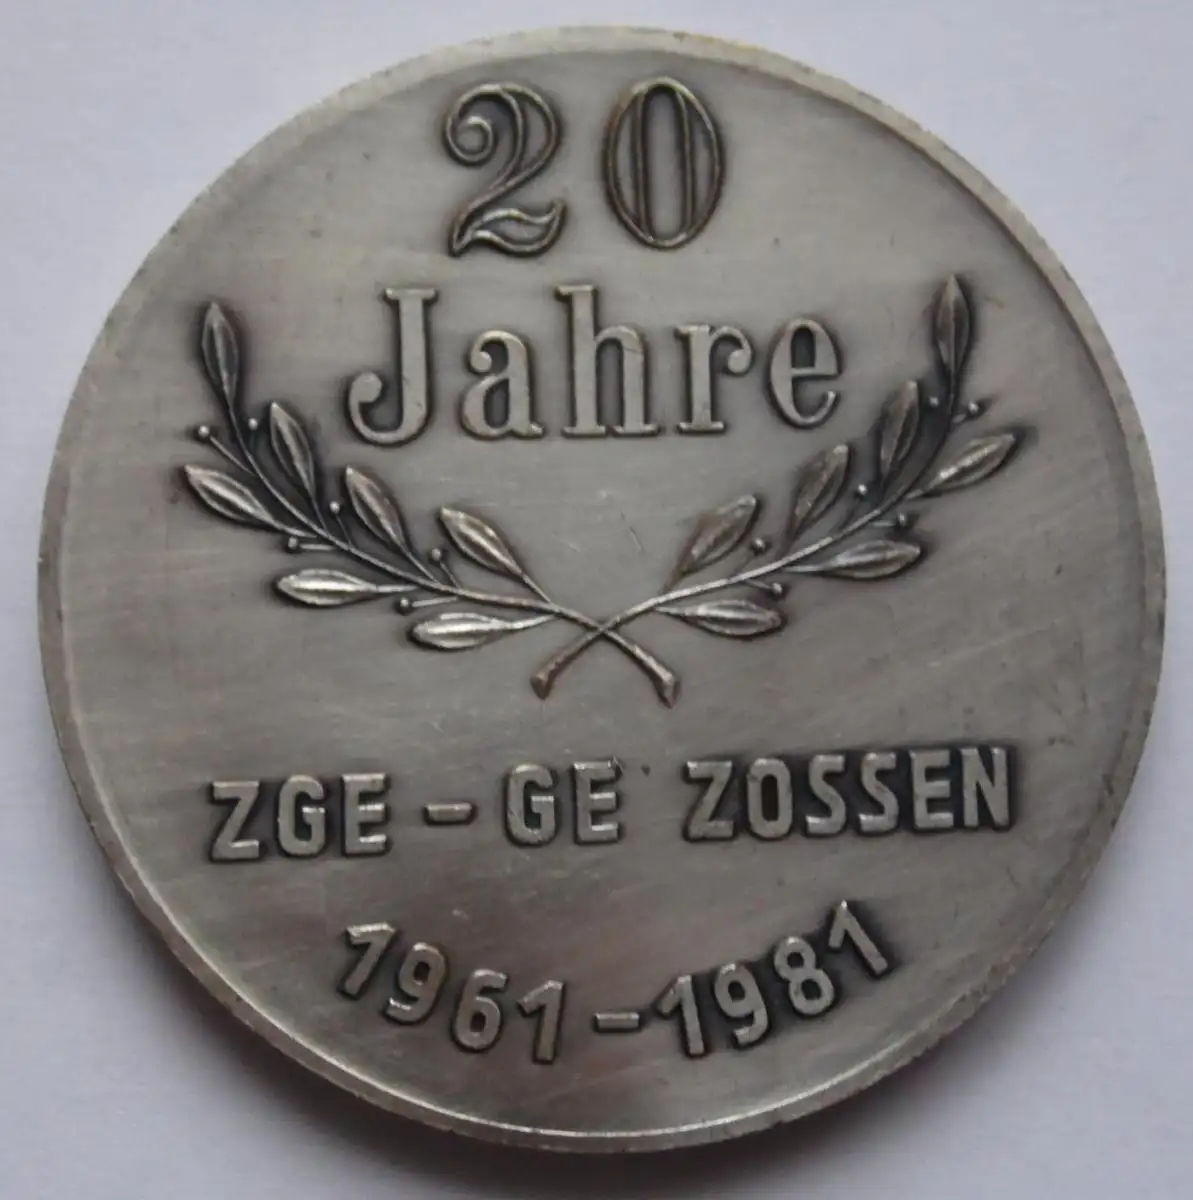 20
Jahre
ZGE - GE ZOSSEN
1961 - 1981